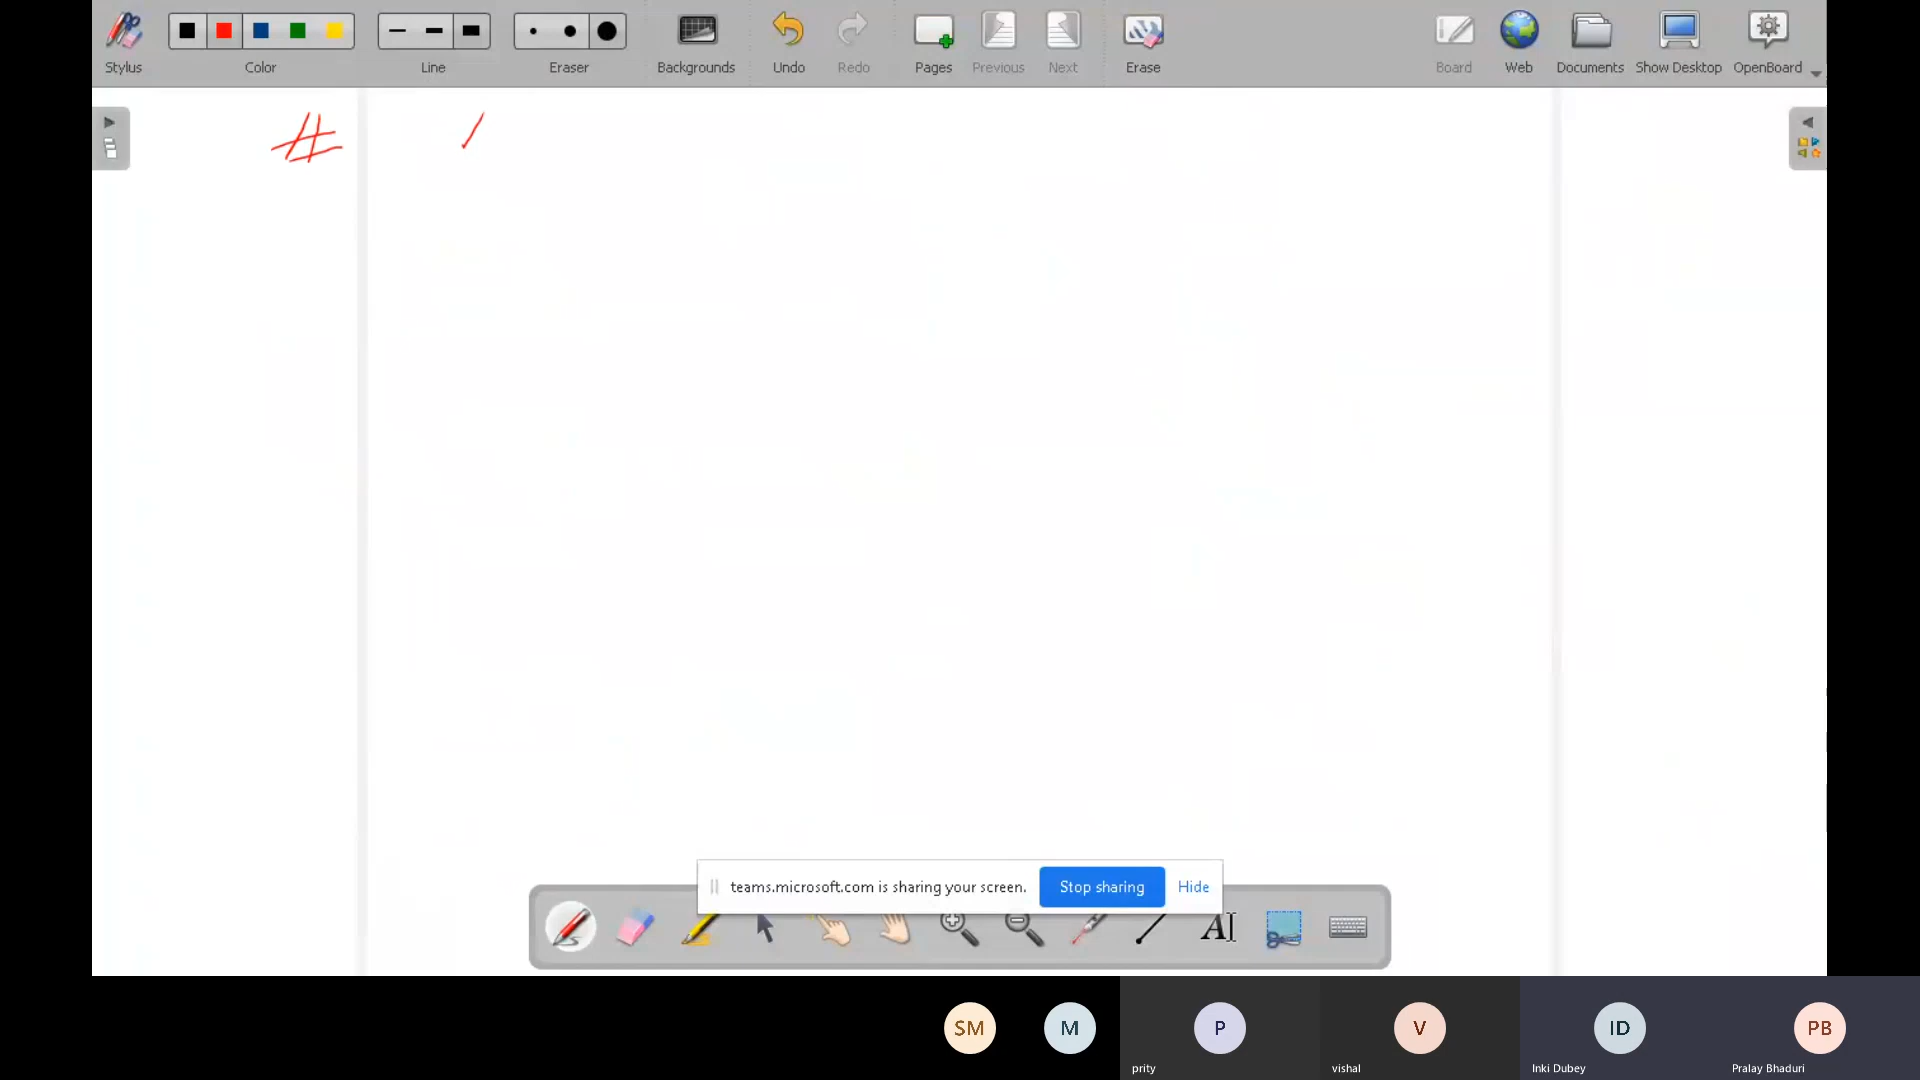 Stylus Color Line Eraser Backgrounds Undo Redo Pages Previous Next Erase Board Web Documents Show Desktop OpenBoard
#
teams.microsoft.com is sharing your screen. Stop sharing Hide
A
SM M P V ID PB
prity vishal Inki Dubey Pralay Bhaduri